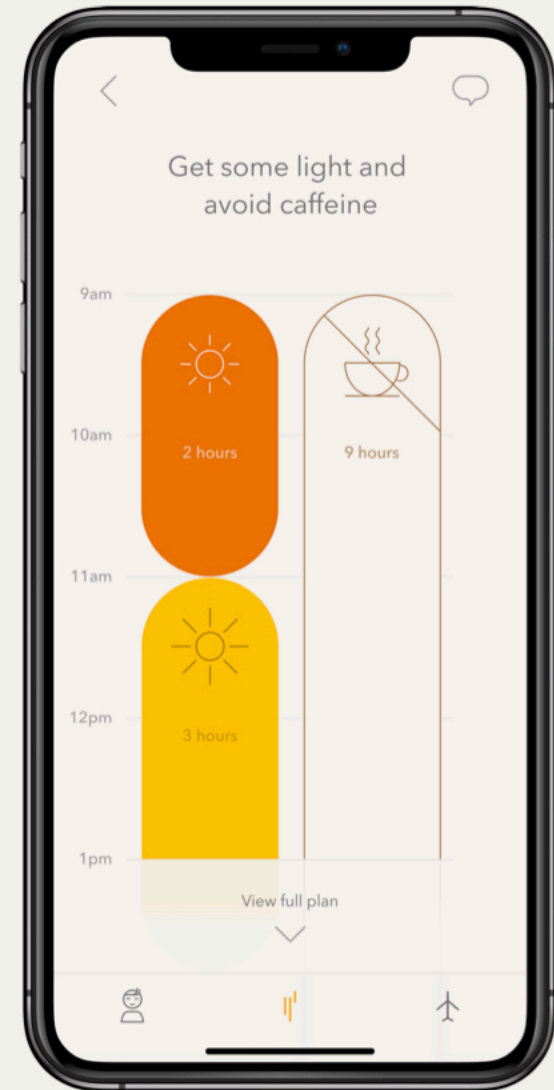 Get some light and
avoid caffeine
9am
10am
2 hours
9 hours
11am
12pm
3 hours
1pm
View full plan